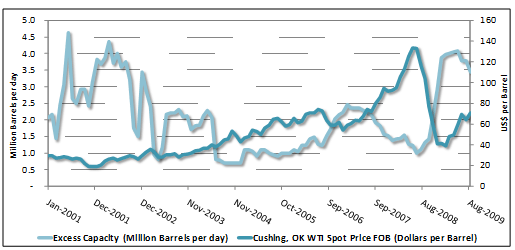 5.0
4.5
4.0
3.5
3.0
2.5
2.0
1.5
1.0
0.5
-
Million Barrels per day
160
140
120
100
80
60
40
20
0
US$ per Barrel
Jan-2001
Dec-2001
Dec-2002
Nov-2003
Nov-2004
Oct-2005
Sep-2006
Sep-2007
Aug-2008
Aug-2009
Excess Capacity (Million Barrels per day)
Cushing, OK WTI Spot Price FOB (Dollars per Barrel)